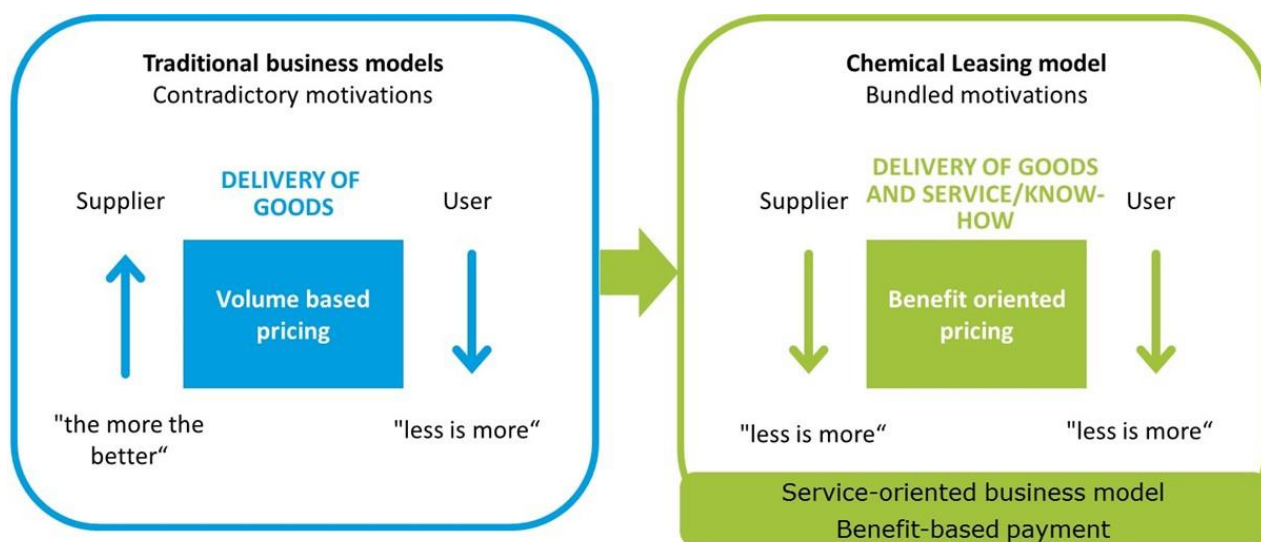 Traditional business models
Contradictory motivations
Supplier
DELIVERY OF
GOODS
User
Volume based
pricing
"the more the
better“
"less is more“
Chemical Leasing model
Bundled motivations
Supplier
DELIVERY OF GOODS
AND SERVICE/KNOW-
HOW
User
Benefit oriented
pricing
"less is more“
"less is more“
Service-oriented business model
Benefit-based payment